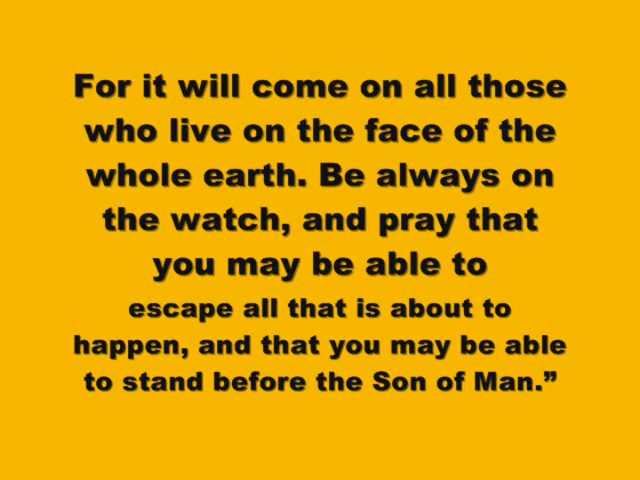 For it will come on all those
who live on the face of the
whole earth. Be always on
the watch, and pray that
you may be able to
escape all that is about to
happen, and that you may be able
to stand before the Son of Man.”